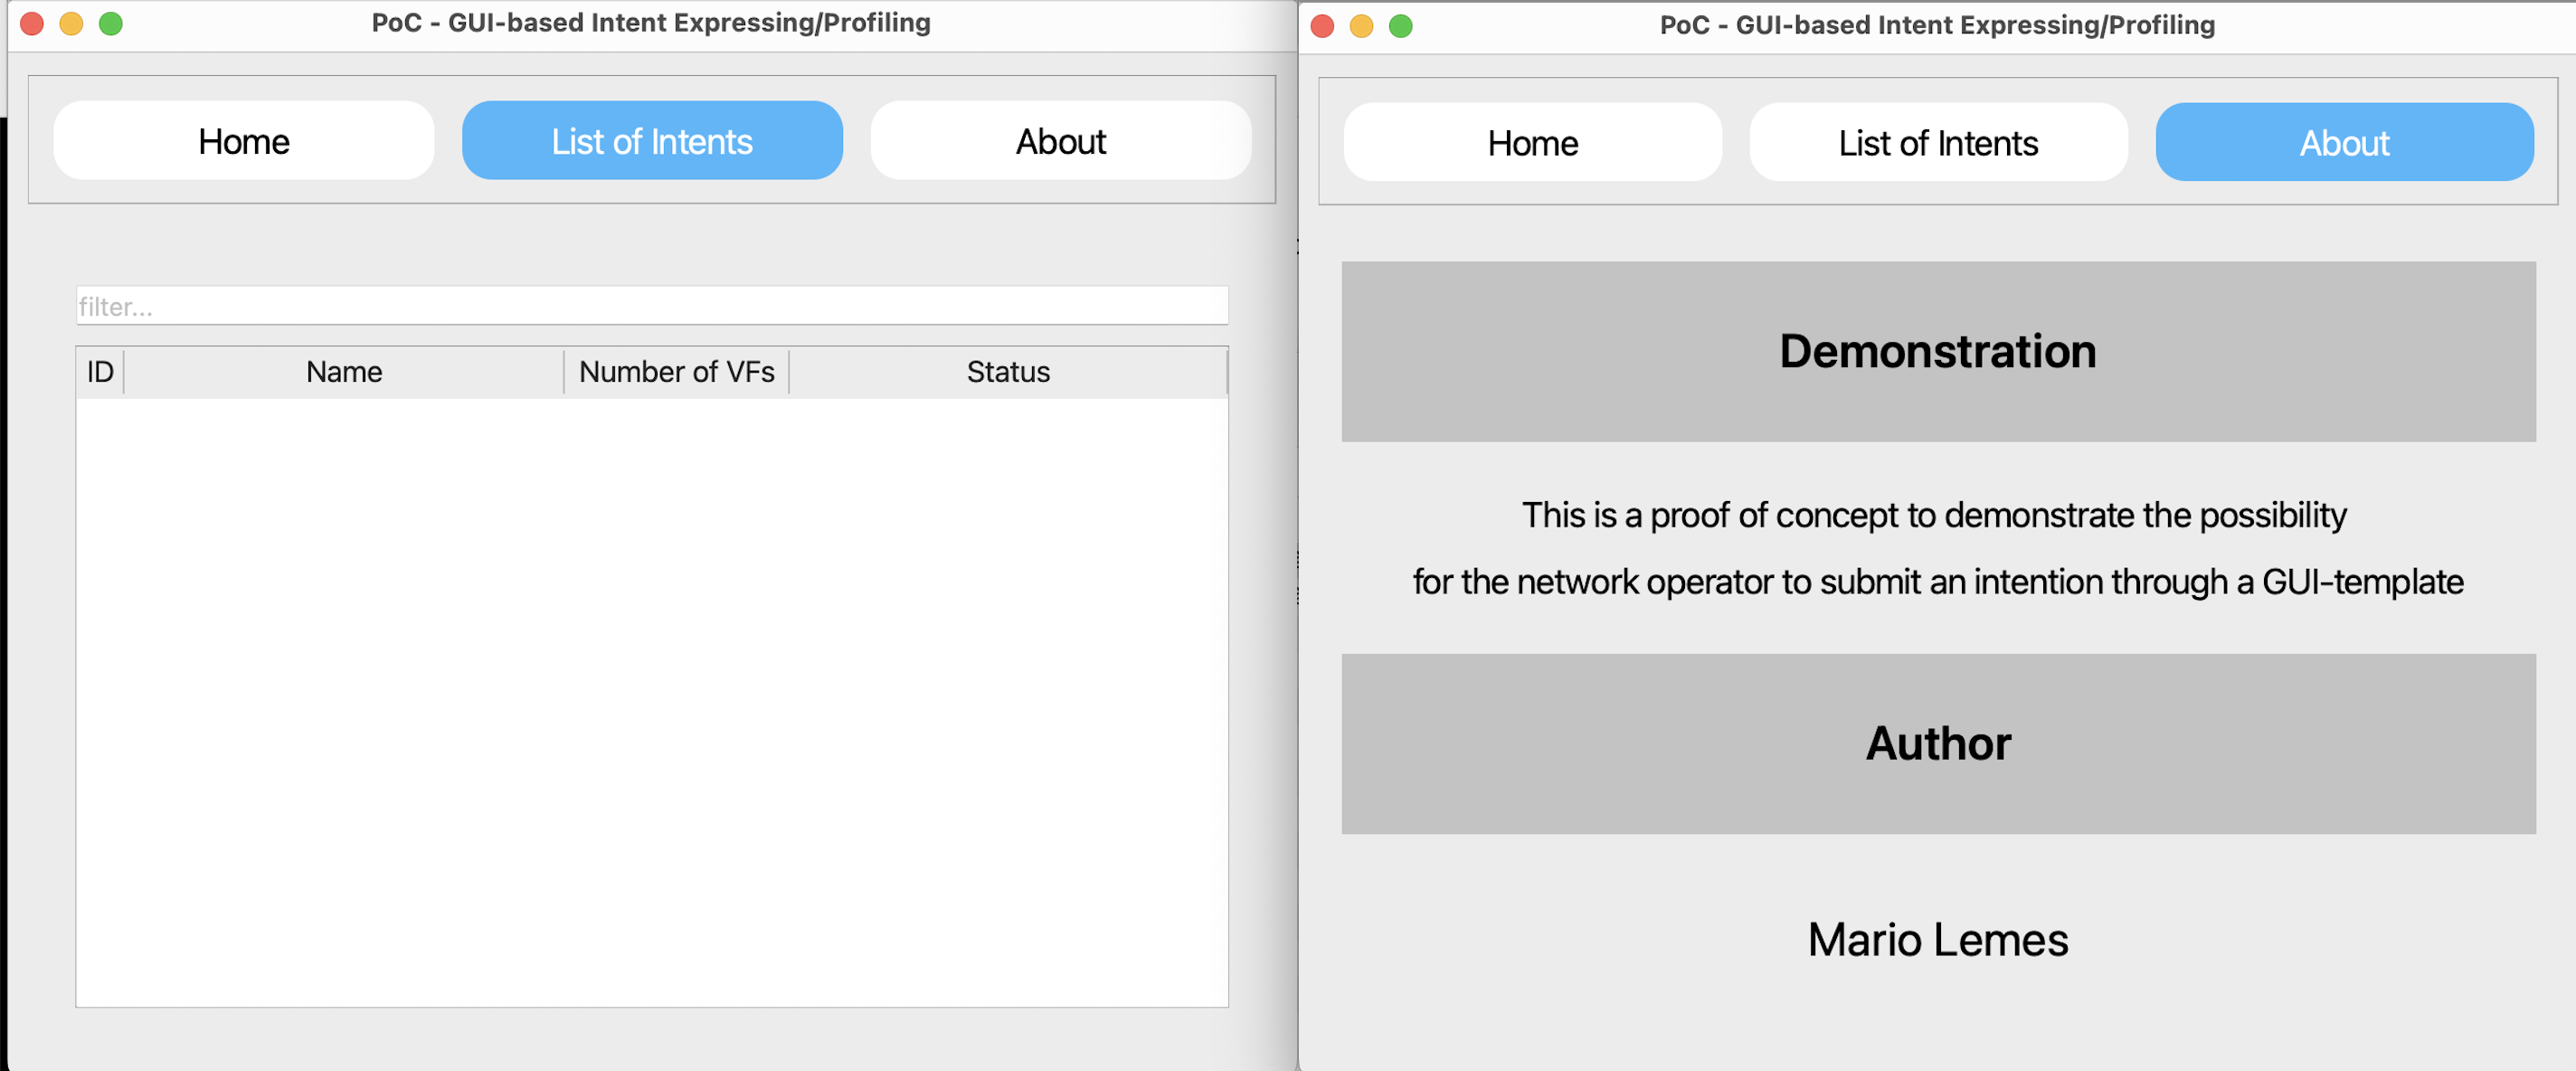 PoC - GUI-based Intent Expressing/Profiling
Home
List of Intents
About
filter...
ID
Name
Number of VFs
Status
PoC - GUI-based Intent Expressing/Profiling
Home
List of Intents
About
Demonstration
This is a proof of concept to demonstrate the possibility
for the network operator to submit an intention through a GUI-template
Author
Mario Lemes